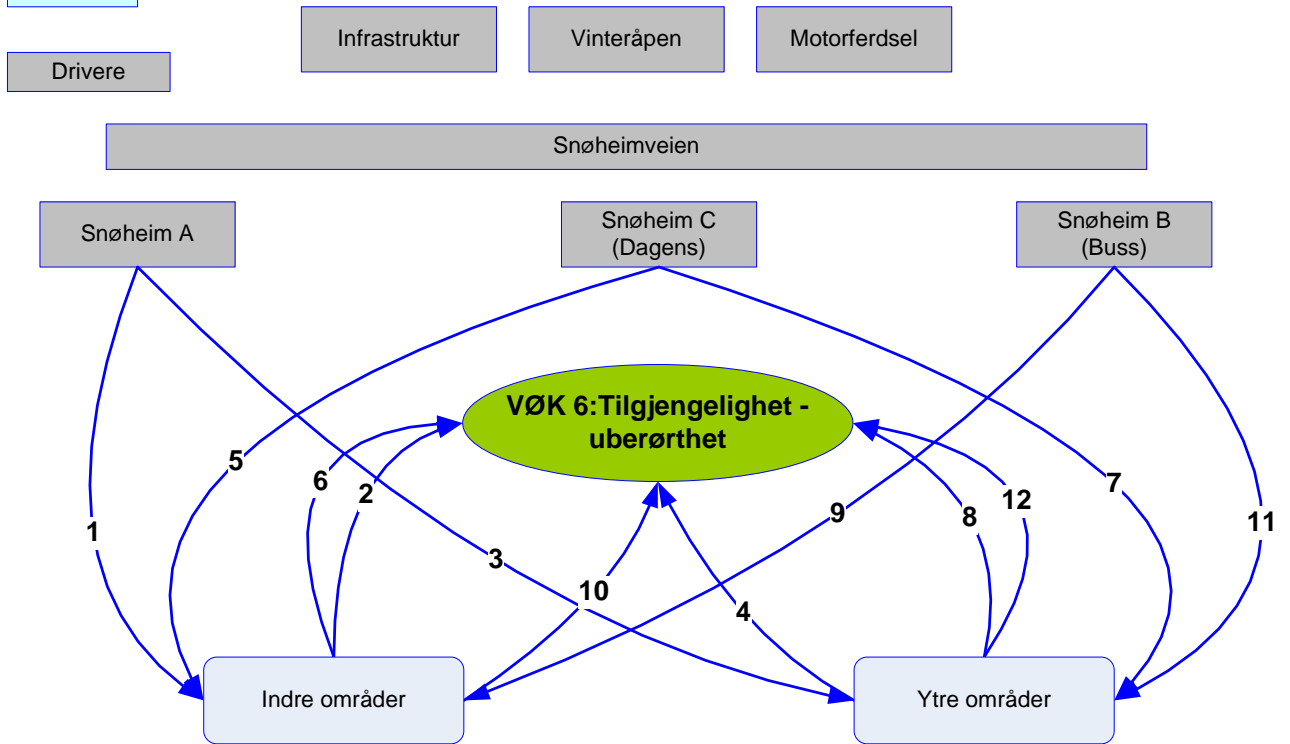 Infrastruktur
Vinteråpen
Motorferdsel
Drivere
Snøheimveien
Snøheim A
Snøheim C
(Dagens)
Snøheim B
(Buss)
VØK 6:Tilgjengelighet -
uberørthet
5
6
2
1
3
10
4
9
8
12
7
11
Indre områder
Ytre områder